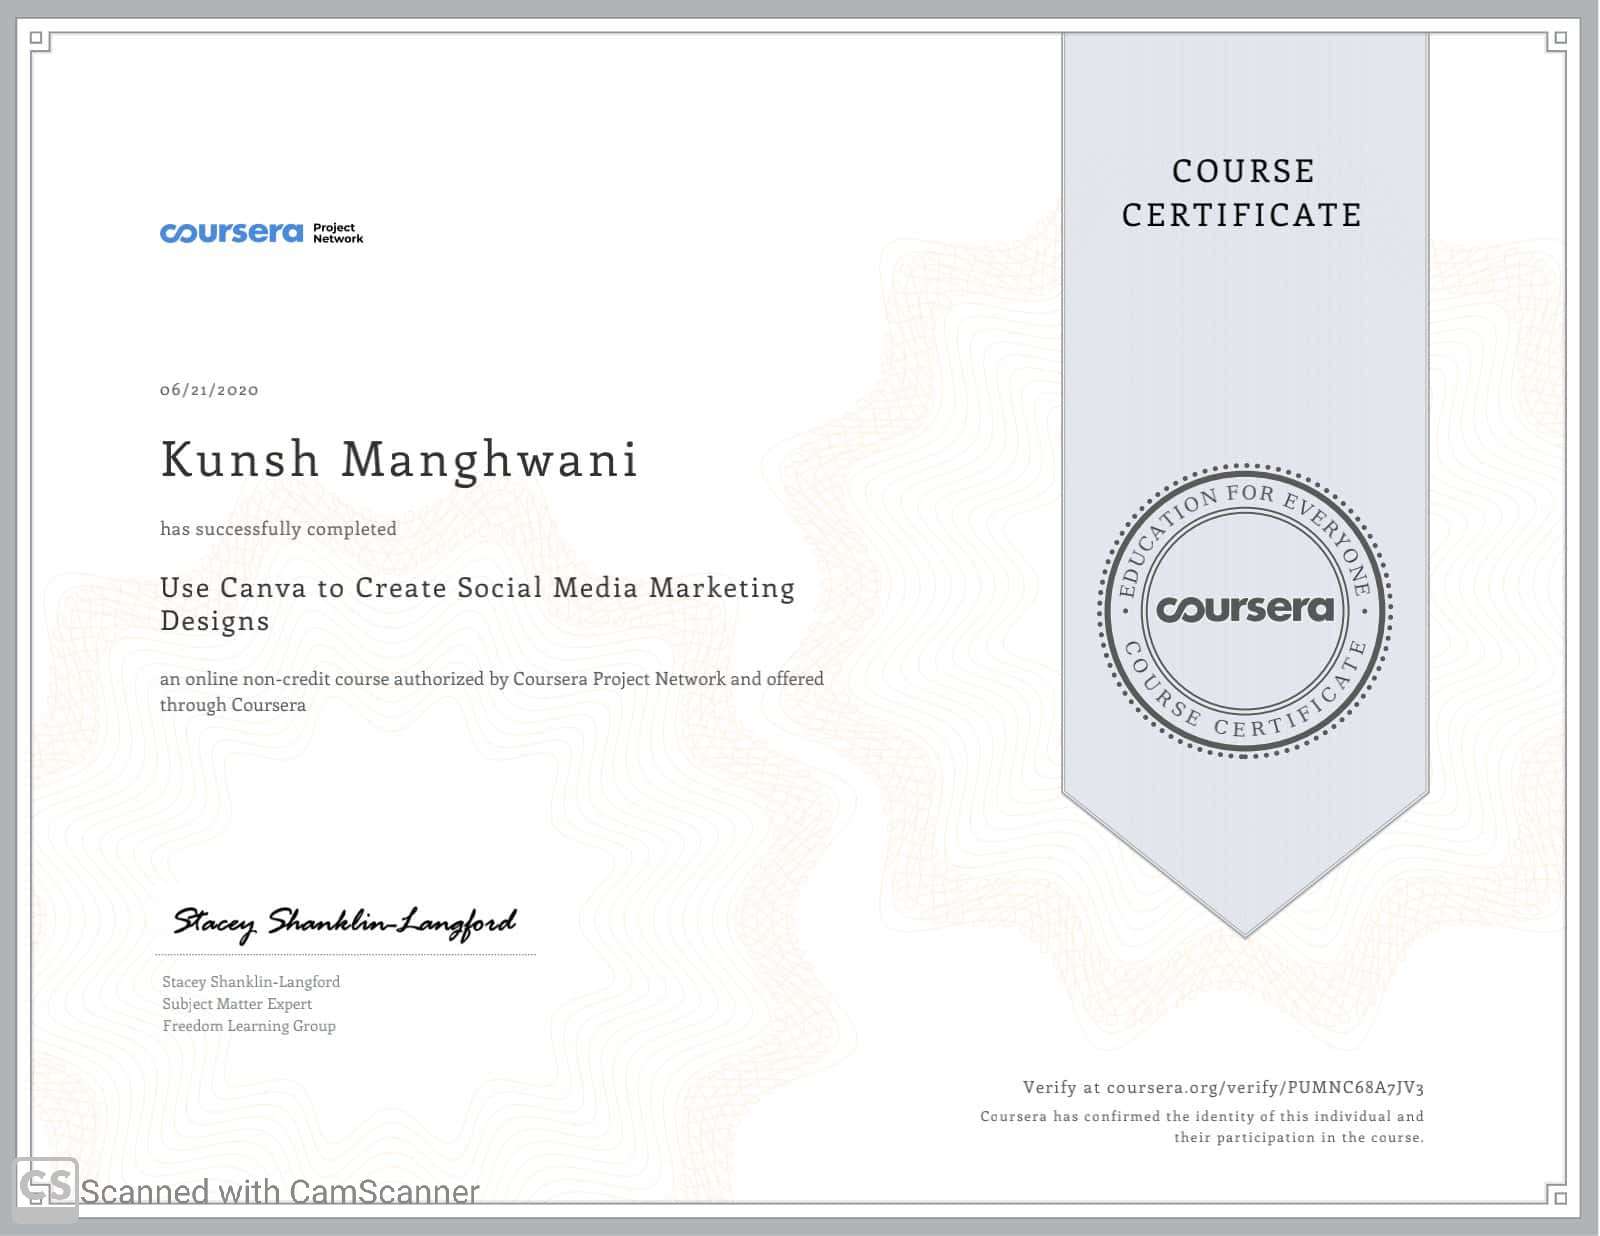 COURSE
CERTIFICATE
coursera Project
Network
06/21/2020
Kunsh Manghwani
has successfully completed
Use Canva to Create Social Media Marketing
Designs
an online non-credit course authorized by Coursera Project Network and offered
through Coursera
EDUCATION FOR EVERYONE
coursera
COURSE CERTIFICATE
Stacey Shanklin-Langford
Stacey Shanklin-Langford
Subject Matter Expert
Freedom Learning Group
Verify at coursera.org/verify/PUMNC68A7JV3
Coursera has confirmed the identity of this individual and
their participation in the course.
CS Scanned with CamScanner